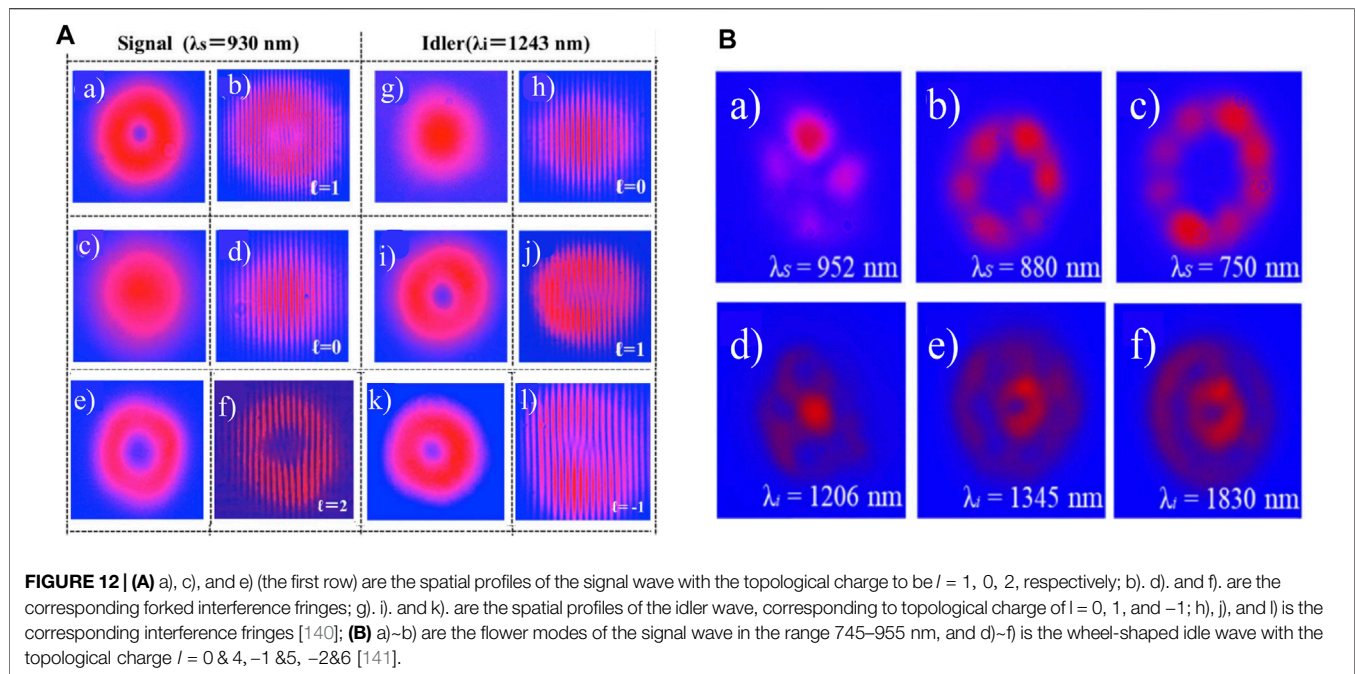 A
Signal (λs=930 nm)
Idler(λi=1243 nm)
a)
b)
ℓ=1
g)
h)
ℓ=0
c)
d)
ℓ=0
i)
j)
ℓ=1
e)
f)
ℓ=2
k)
l)
ℓ=-1
B
a)
λs = 952 nm
b)
λs = 880 nm
c)
λs = 750 nm
d)
λi = 1206 nm
e)
λi = 1345 nm
f)
λi = 1830 nm
FIGURE 12 | (A) a), c), and e) (the first row) are the spatial profiles of the signal wave with the topological charge to be l = 1, 0, 2, respectively; b). d). and f). are the
corresponding forked interference fringes; g). i). and k). are the spatial profiles of the idler wave, corresponding to topological charge of l = 0, 1, and −1; h), j), and l) is the
corresponding interference fringes [140]; (B) a)~b) are the flower modes of the signal wave in the range 745–955 nm, and d)~f) is the wheel-shaped idle wave with the
topological charge l = 0 & 4, −1 &5, −2&6 [141].